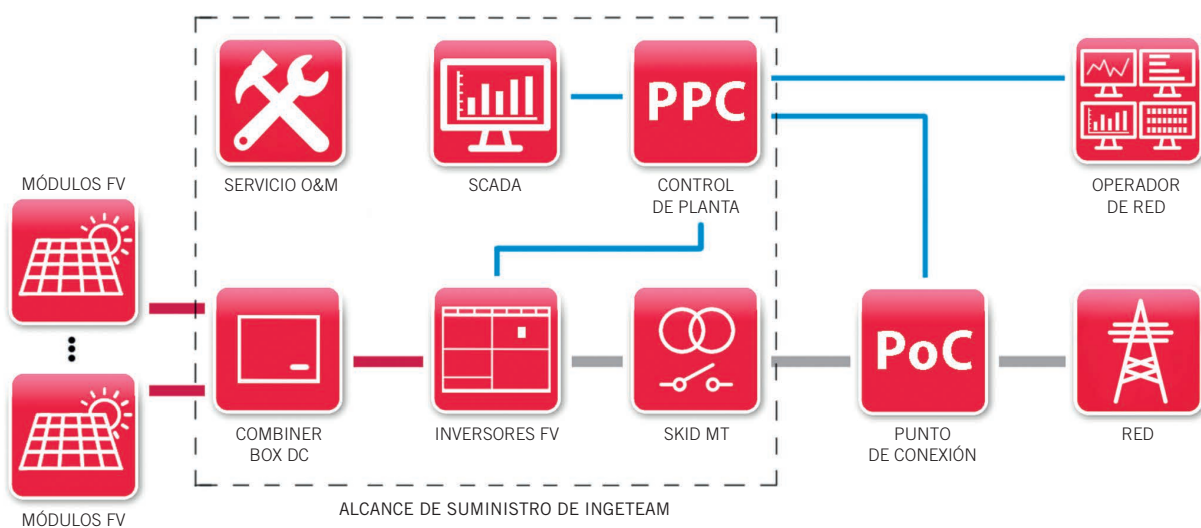 PPC
SERVICIO O&M
SCADA
CONTROL
DE PLANTA
OPERADOR
DE RED
MÓDULOS FV
PoC
COMBINER
BOX DC
INVERSORES FV
SKID MT
PUNTO
DE CONEXIÓN
RED
MÓDULOS FV
ALCANCE DE SUMINISTRO DE INGETEAM